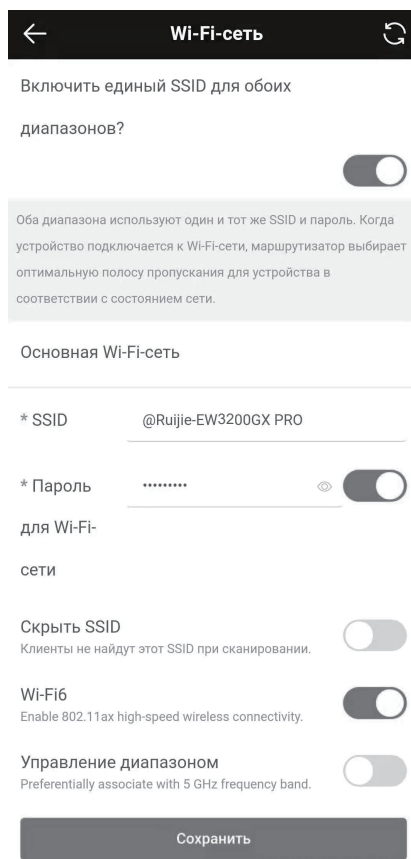 Wi-Fi-сеть
Включить единый SSID для обоих
диапазонов?
Оба диапазона используют один и тот же SSID и пароль. Когда
устройство подключается к Wi-Fi-сети, маршрутизатор выбирает
оптимальную полосу пропускания для устройства в
соответствии с состоянием сети.
Основная Wi-Fi-сеть
* SSID @Ruijie-EW3200GX PRO
* Пароль •••••••••
для Wi-Fi-
сети
Скрыть SSID
Клиенты не найдут этот SSID при сканировании.
Wi-Fi6
Enable 802.11ax high-speed wireless connectivity.
Управление диапазоном
Preferentially associate with 5 GHz frequency band.
Сохранить